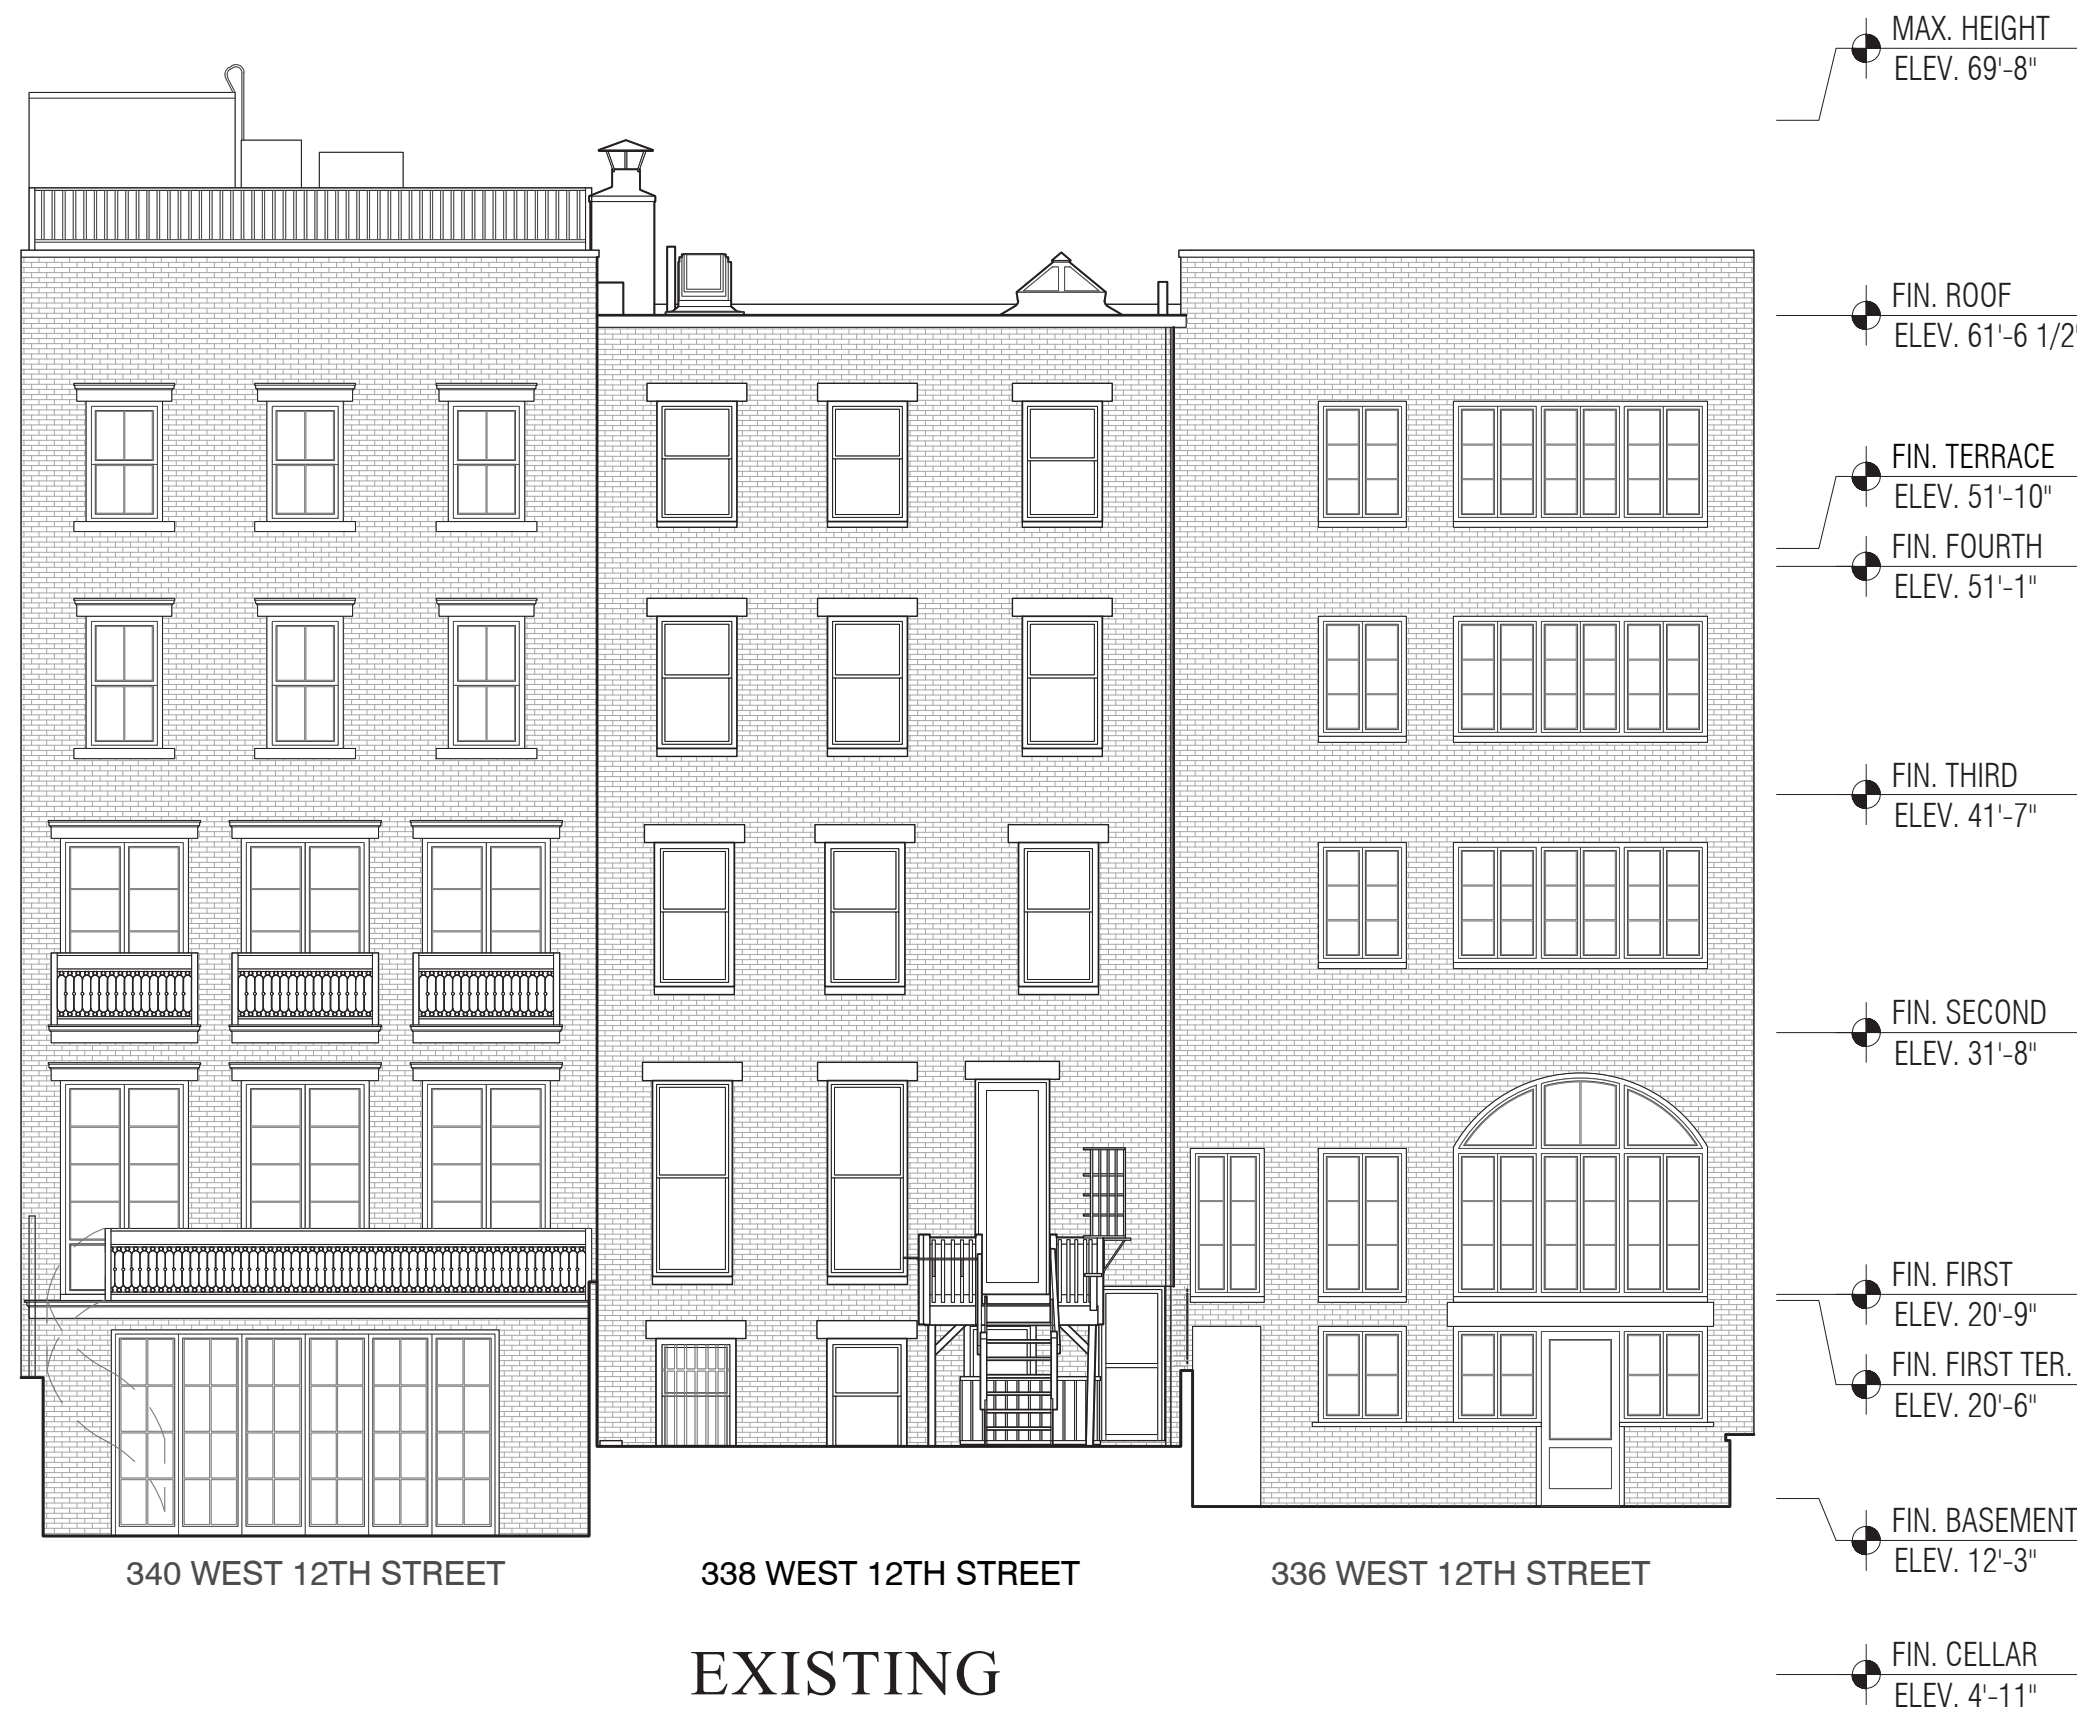 MAX. HEIGHT
ELEV. 69'-8"
FIN. ROOF
ELEV. 61'-6 1/2"
FIN. TERRACE
ELEV. 51'-10"
FIN. FOURTH
ELEV. 51'-1"
FIN. THIRD
ELEV. 41'-7"
FIN. SECOND
ELEV. 31'-8"
FIN. FIRST
ELEV. 20'-9"
FIN. FIRST TER.
ELEV. 20'-6"
FIN. BASEMENT
ELEV. 12'-3"
FIN. CELLAR
ELEV. 4'-11"
340 WEST 12TH STREET
338 WEST 12TH STREET
336 WEST 12TH STREET
EXISTING